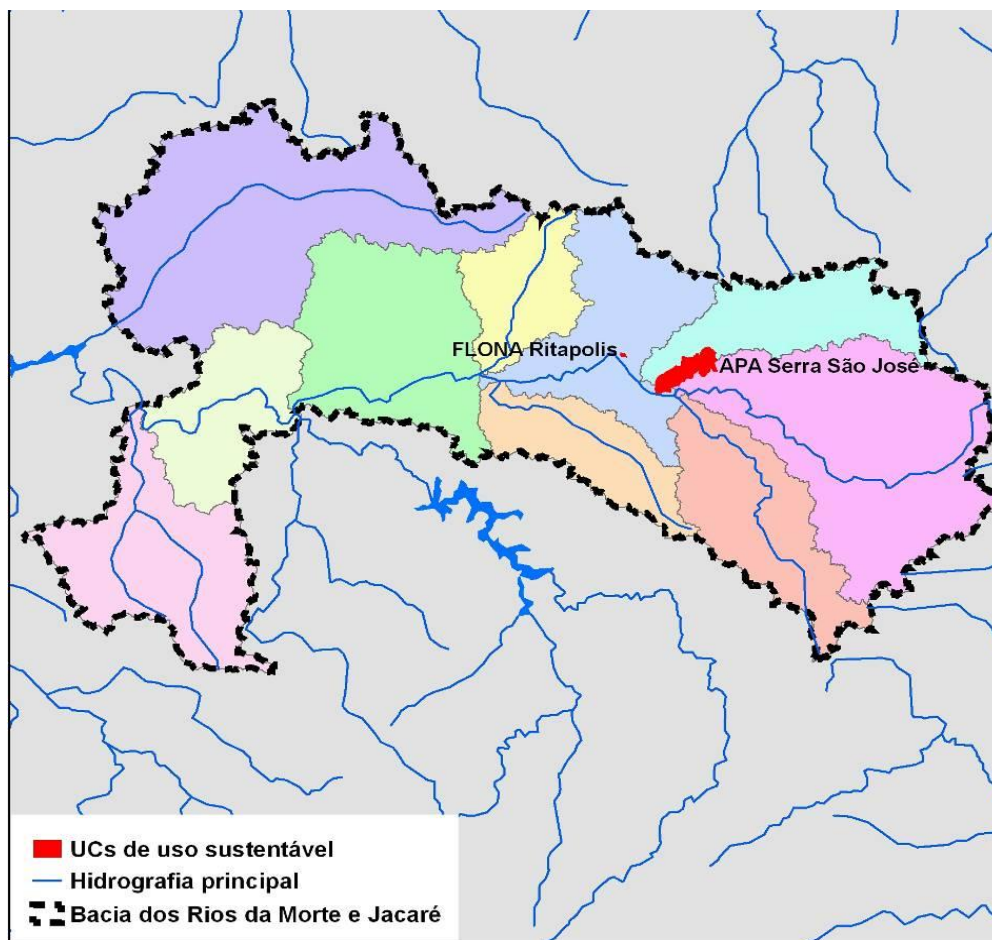 FLONA Ritapolis
APA Serra São José
UCs de uso sustentável
Hidrografia principal
Bacia dos Rios da Morte e Jacaré